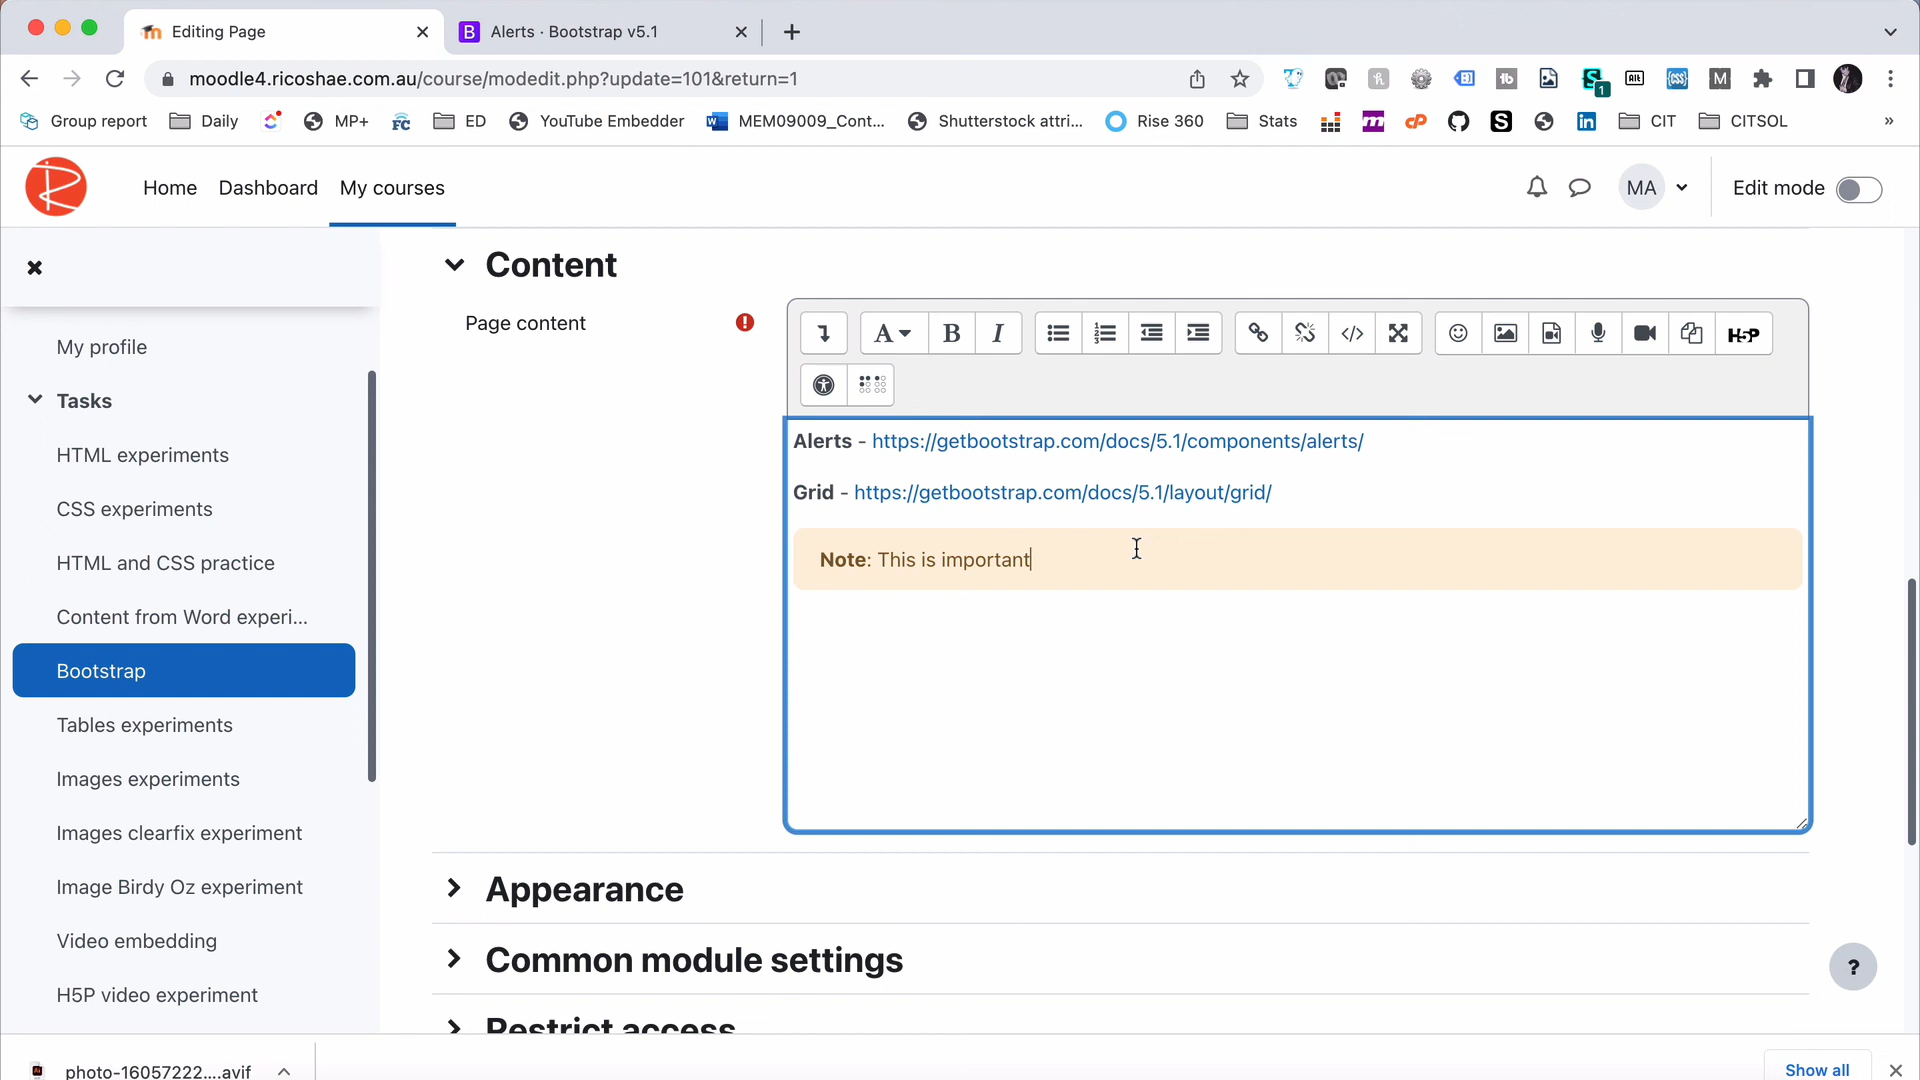 Editing Page
Alerts · Bootstrap v5.1
moodle4.ricoshae.com.au/course/modedit.php?update=101&return=1
Group report
Daily
MP+
ED
YouTube Embedder
MEM09009_Cont...
Shutterstock attri...
Rise 360
Stats
CIT
CITSOL
»
Home
Dashboard
My courses
MA
Edit mode
Content
Page content
H5P
My profile
Tasks
HTML experiments
CSS experiments
HTML and CSS practice
Content from Word experi...
Bootstrap
Tables experiments
Images experiments
Images clearfix experiment
Image Birdy Oz experiment
Video embedding
H5P video experiment
Alerts - https://getbootstrap.com/docs/5.1/components/alerts/
Grid - https://getbootstrap.com/docs/5.1/layout/grid/
Note: This is important
Appearance
Common module settings
Restrict access
?
photo-16057222....avif
Show all